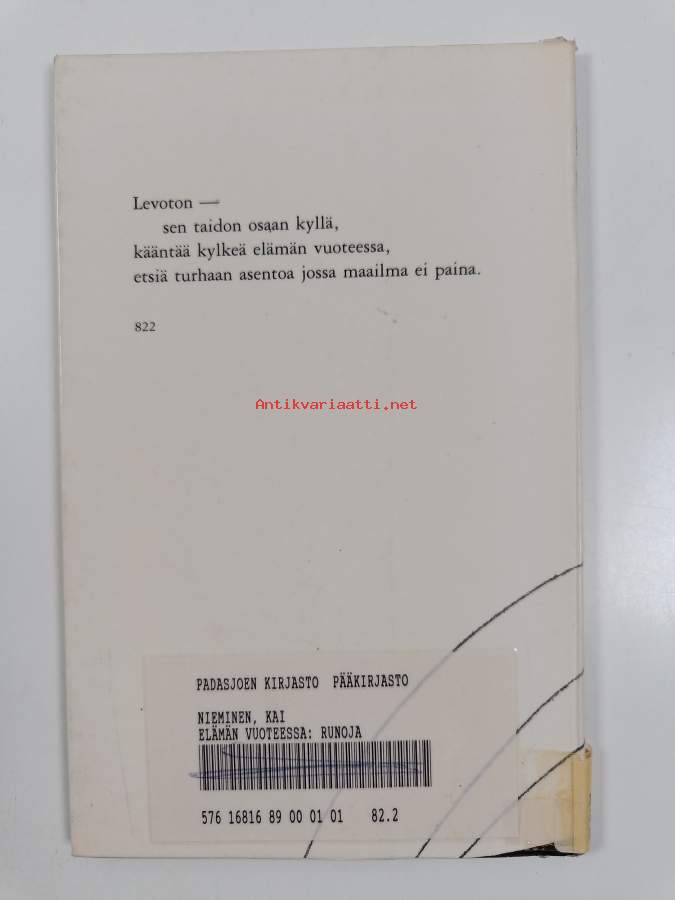 Levoton —
sen taidon osaan kyllä,
kääntää kylkeä elämän vuoteessa,
etsiä turhaan asentoa jossa maailma ei paina.
822
Antikvariaatti.net
PADASJOEN KIRJASTO PÄÄKIRJASTO
NIEMINEN, KAI
ELÄMÄN VUOTEESSA: RUNOJA
576 16816 89 00 01 01 82.2